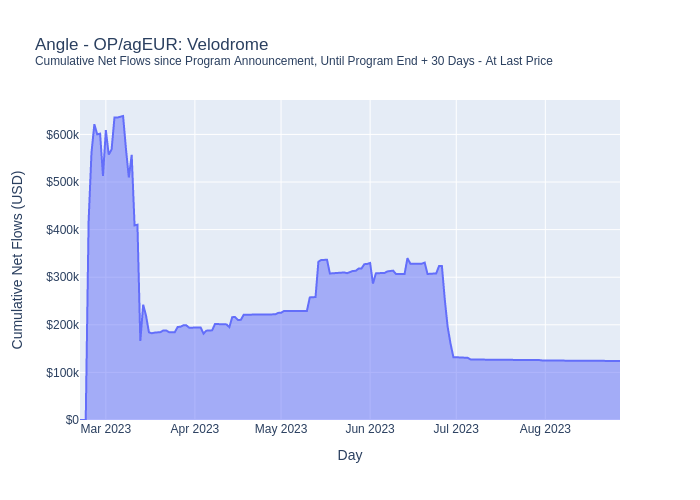 Angle - OP/agEUR: Velodrome
Cumulative Net Flows since Program Announcement, Until Program End + 30 Days - At Last Price
$600k
$500k
$400k
$300k
$200k
$100k
$0
Cumulative Net Flows (USD)
Mar 2023 Apr 2023 May 2023 Jun 2023 Jul 2023 Aug 2023
Day